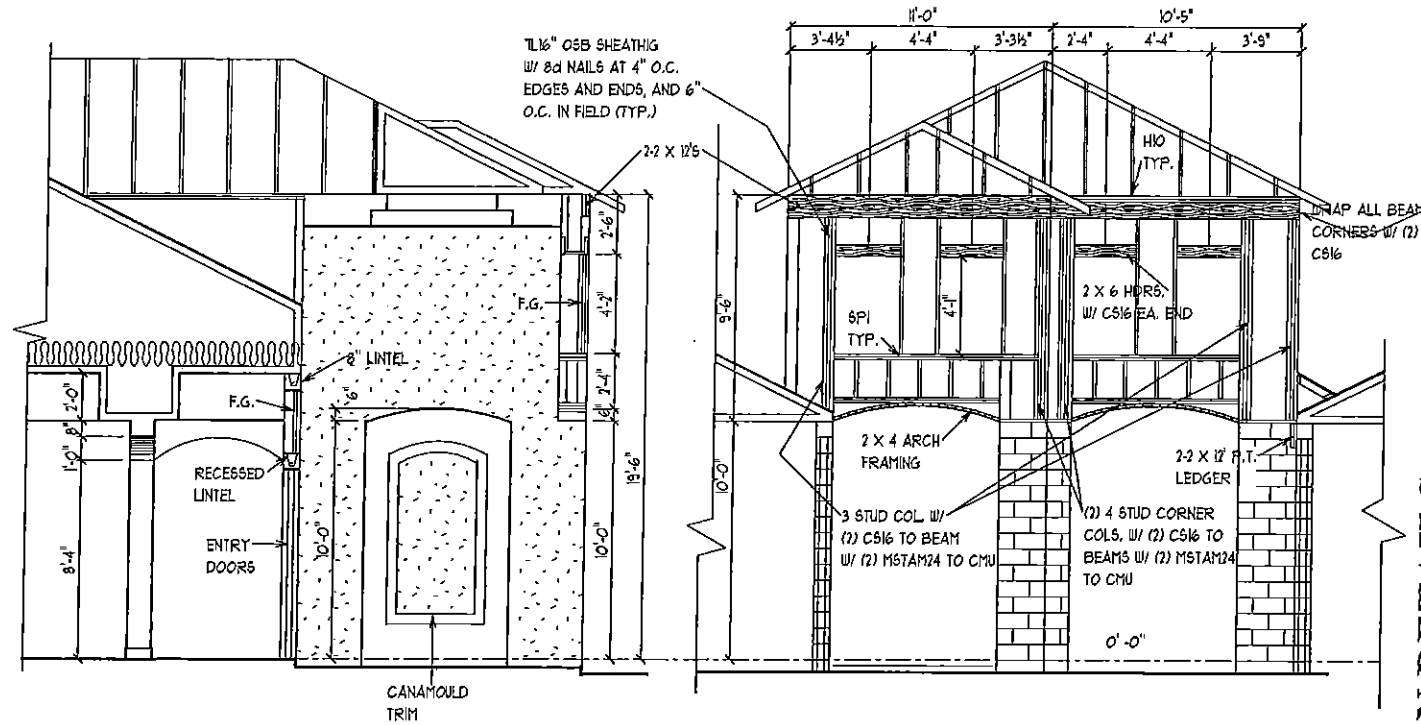 11'-0"
10'-5"
3'-4½"
4'-4"
3'-3½"
2'-4"
4'-4"
3'-9"
7L16" OSB SHEATHIG
W/ 8d NAILS AT 4" O.C.
EDGES AND ENDS, AND 6"
O.C. IN FIELD (TYP.)
2-2 X 12'S
H10
TYP.
WRAP ALL BEAM
CORNERS W/ (2)
CS16
2'-6"
4'-2"
2'-4"
6"
F.G.
19'-6"
10'-0"
9'-6"
4'-1"
2 X 6 HDRS.
W/ CS16 EA. END
SP1
TYP.
8" LINTEL
F.G.
2'-0"
8"
1'-0"
8'-4"
RECESSED
LINTEL
ENTRY
DOORS
6"
10'-0"
CANAMOULD
TRIM
10'-0"
2 X 4 ARCH
FRAMING
2-2 X 12' P.T.
LEDGER
3 STUD COL. W/
(2) CS16 TO BEAM
W/ (2) MSTAM24 TO CMU
(2) 4 STUD CORNER
COLS. W/ (2) CS16 TO
BEAMS W/ (2) MSTAM24
TO CMU
0'-0"